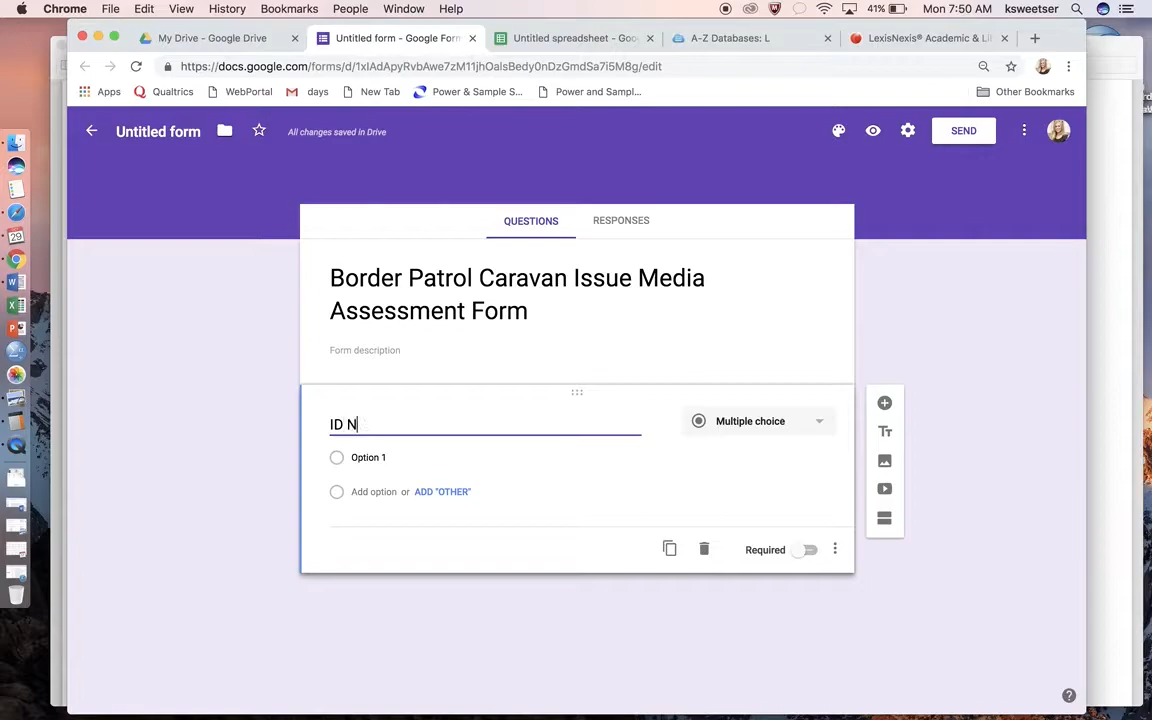 Chrome File Edit View History Bookmarks People Window Help 41% Mon 7:50 AM ksweetser
My Drive - Google Drive Untitled form - Google Form Untitled spreadsheet - Goo A-Z Databases: L LexisNexis® Academic & Li
https://docs.google.com/forms/d/1xIAdApyRvbAwe7zM11jhOalsBedy0nDzGmdSa7i5M8g/edit
Apps Qualtrics WebPortal days New Tab Power & Sample S... Power and Sampl... Other Bookmarks
Untitled form All changes saved in Drive SEND
QUESTIONS RESPONSES
Border Patrol Caravan Issue Media
Assessment Form
Form description
ID N Multiple choice
Option 1
Add option or ADD "OTHER"
Required